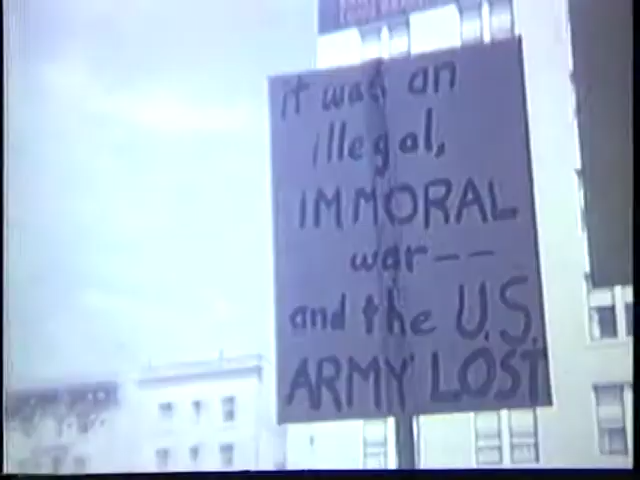 it was an
illegal,
IMMORAL
war--
and the U.S.
ARMY LOST